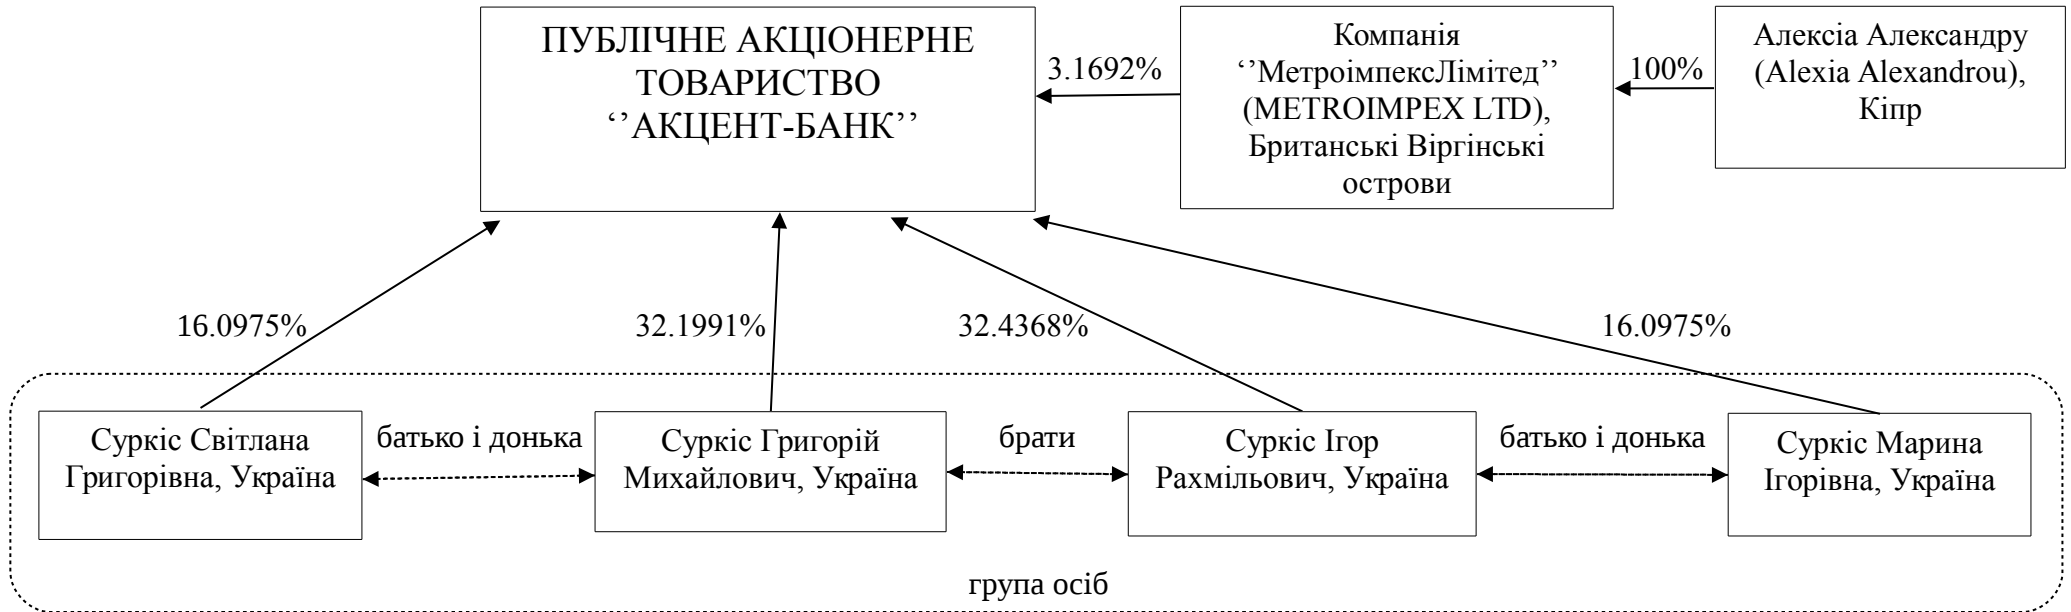 ПУБЛІЧНЕ АКЦІОНЕРНЕ
ТОВАРИСТВО
‘’АКЦЕНТ-БАНК’’
3.1692%
Компанія
‘’МетроімпексЛімітед’’
(METROIMPEX LTD),
Британські Віргінські
острови
100%
Алексіа Александру
(Alexia Alexandrou),
Кіпр
16.0975%
32.1991%
32.4368%
16.0975%
Суркіс Світлана
Григорівна, Україна
батько і донька
Суркіс Григорій
Михайлович, Україна
брати
Суркіс Ігор
Рахмільович, Україна
батько і донька
Суркіс Марина
Ігорівна, Україна
група осіб